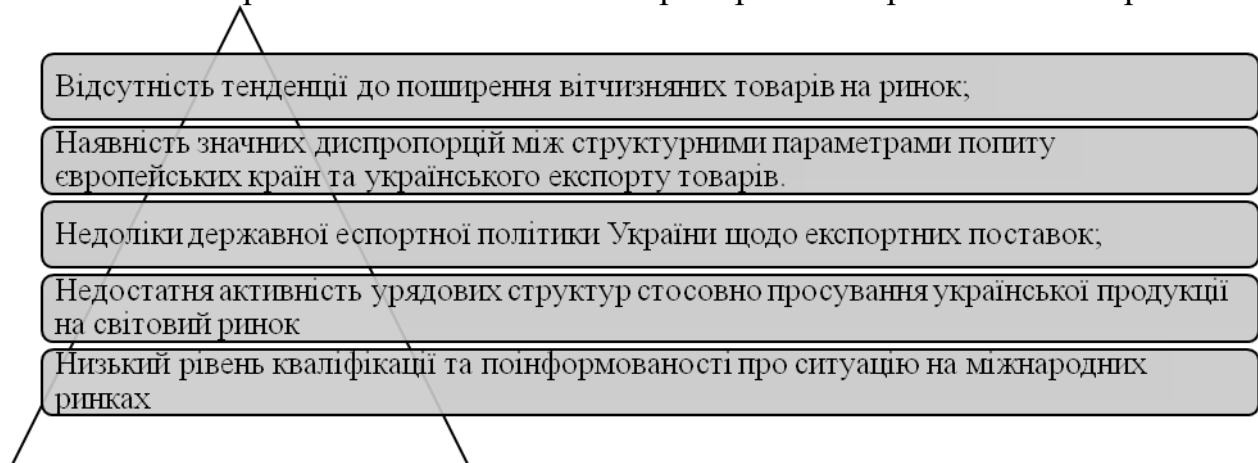 Відсутність тенденції до поширення вітчизняних товарів на ринок;
Наявність значних диспропорцій між структурними параметрами попиту
європейських країн та українського експорту товарів.
Недоліки державної еспортної політики України щодо експортних поставок;
Недостатня активність урядових структур стосовно просування української продукції
на світовий ринок
Низький рівень кваліфікації та поінформованості про ситуацію на міжнародних
ринках